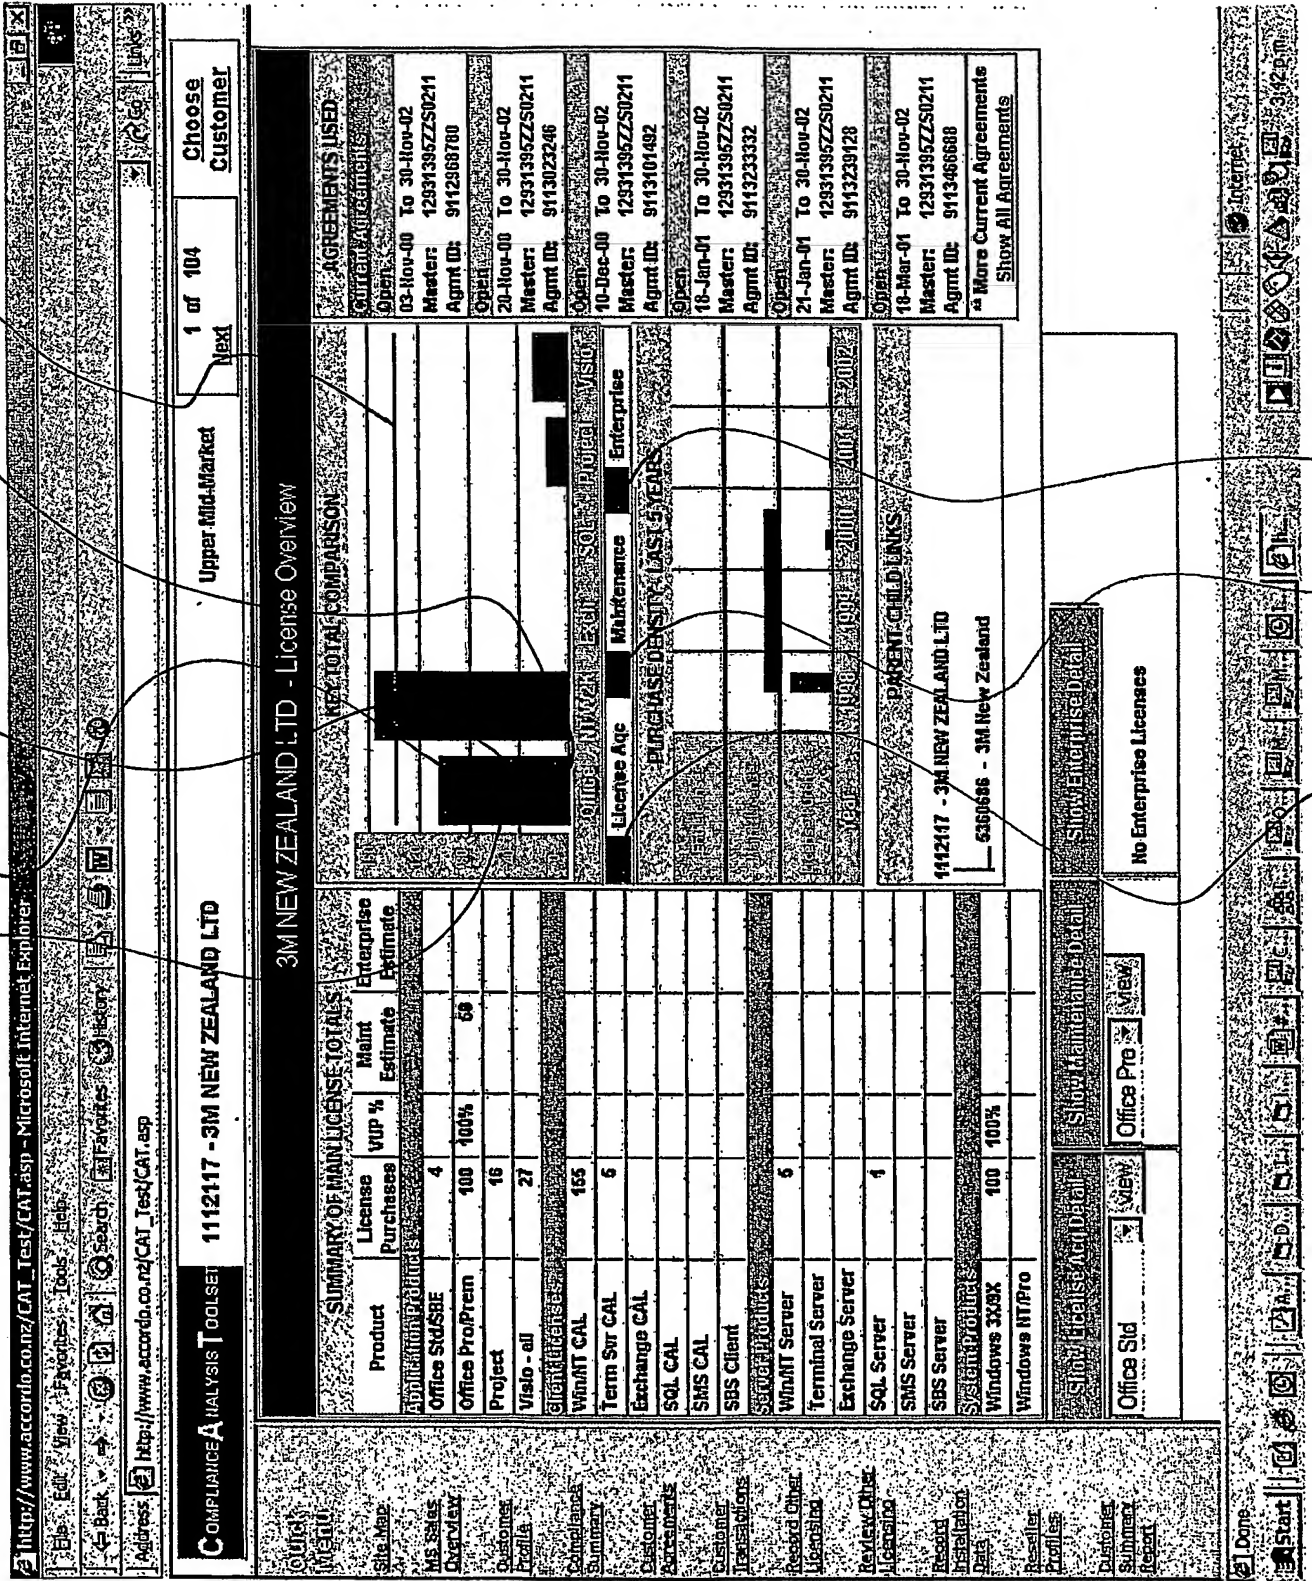 http://www.accordo.co.nz/CAT_Test/CAT.asp - Microsoft Internet Explorer
File Edit View Favorites Tools Help
Back Search Favorites History
Address http://www.accordo.co.nz/CAT_Test/CAT.asp Go Links
COMPLIANCE ANALYSIS TOOLSET
1112117 - 3M NEW ZEALAND LTD
Upper Mid-Market
1 of 104
Next
Choose
Customer
Quick
Menu
Site Map
MS Sales
Overview
Customer
Profile
Compliance
Summary
Customer
Agreements
Customer
Transactions
Record Other
Licensing
Review Other
Licensing
Record
Installation
Data
Reseller
Profiles
Customer
Summary
Report
3M NEW ZEALAND LTD - License Overview
SUMMARY OF MAIN LICENSE TOTALS
Product License Purchases VUP % Maint Estimate Enterprise Estimate
Application Products
Office Std/SBE 4
Office Pro/Prem 100 100% 68
Project 16
Visio - all 27
Client Licenses
Win/NT CAL 155
Term Svr CAL 5
Exchange CAL
SQL CAL
SMS CAL
SBS Client
Server Products
Win/NT Server 5
Terminal Server
Exchange Server
SQL Server 1
SMS Server
SBS Server
System Products
Windows 3X/9X 100 100%
Windows NT/Pro
KEY TOTAL COMPARISON
Office NT/2K Exch SQL Project Visio
License Aqc Maintenance Enterprise
PURCHASE DENSITY - LAST 5 YEARS
Year 1998 1999 2000 2001 2002
PARENT CHILD LINKS
1112117 - 3M NEW ZEALAND LTD
5360686 - 3M New Zealand
AGREEMENTS USED
Current Agreements
Open
03-Nov-00 To 30-Nov-02
Master: 12931395ZZS0211
Agmt ID: 9112968780
Open
20-Nov-00 To 30-Nov-02
Master: 12931395ZZS0211
Agmt ID: 9113023246
Open
10-Dec-00 To 30-Nov-02
Master: 12931395ZZS0211
Agmt ID: 9113101492
Open
18-Jan-01 To 30-Nov-02
Master: 12931395ZZS0211
Agmt ID: 9113233332
Open
21-Jan-01 To 30-Nov-02
Master: 12931395ZZS0211
Agmt ID: 9113239128
Open
18-Mar-01 To 30-Nov-02
Master: 12931395ZZS0211
Agmt ID: 9113466688
** More Current Agreements
Show All Agreements
Show License Acq Detail Show Maintenance Detail Show Enterprise Detail
Office Std View Office Pro View No Enterprise Licenses
Done Internet
Start 3:42 p.m.